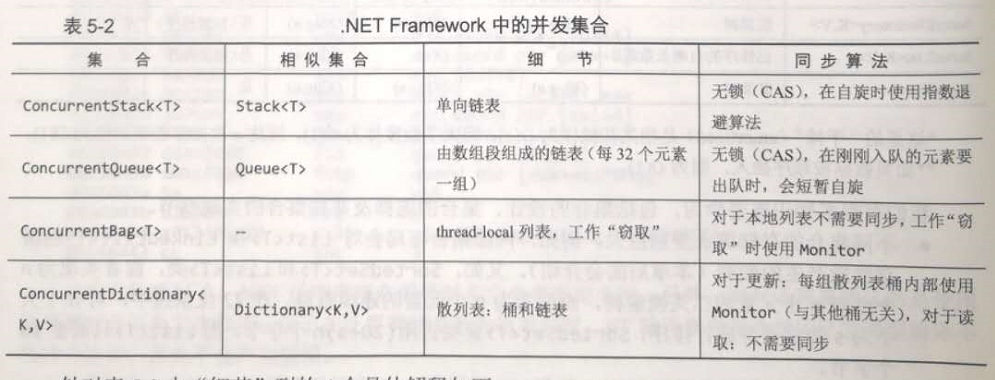 表 5-2 .NET Framework 中的并发集合
集 合 相 似 集 合 细 节 同 步 算 法
ConcurrentStack<T> Stack<T> 单向链表 无锁（CAS），在自旋时使用指数退
避算法
ConcurrentQueue<T> Queue<T> 由数组段组成的链表（每 32 个元素
一组） 无锁（CAS），在刚刚入队的元素要
出队时，会短暂自旋
ConcurrentBag<T> – thread-local 列表，工作“窃取” 对于本地列表不需要同步，工作“窃
取”时使用 Monitor
ConcurrentDictionary<
K,V> Dictionary<K,V> 散列表：桶和链表 对于更新：每组散列表桶内部使用
Monitor（与其他桶无关），对于读
取：不需要同步